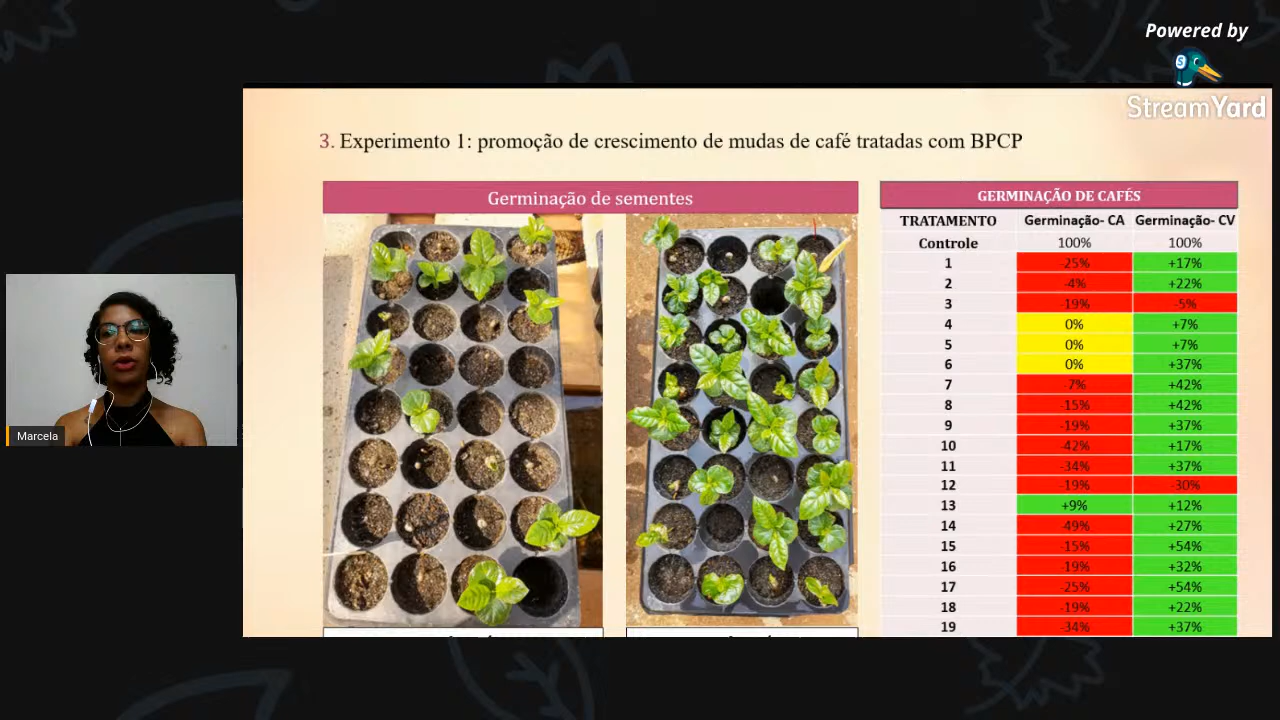 Powered by
StreamYard
3. Experimento 1: promoção de crescimento de mudas de café tratadas com BPCP
Germinação de sementes
GERMINAÇÃO DE CAFÉS
TRATAMENTO Germinação- CA Germinação- CV
Controle 100% 100%
1 -25% +17%
2 -4% +22%
3 -19% -5%
4 0% +7%
5 0% +7%
6 0% +37%
7 -7% +42%
8 -15% +42%
9 -19% +37%
10 -42% +17%
11 -34% +37%
12 -19% -30%
13 +9% +12%
14 -49% +27%
15 -15% +54%
16 -19% +32%
17 -25% +54%
18 -19% +22%
19 -34% +37%
Marcela